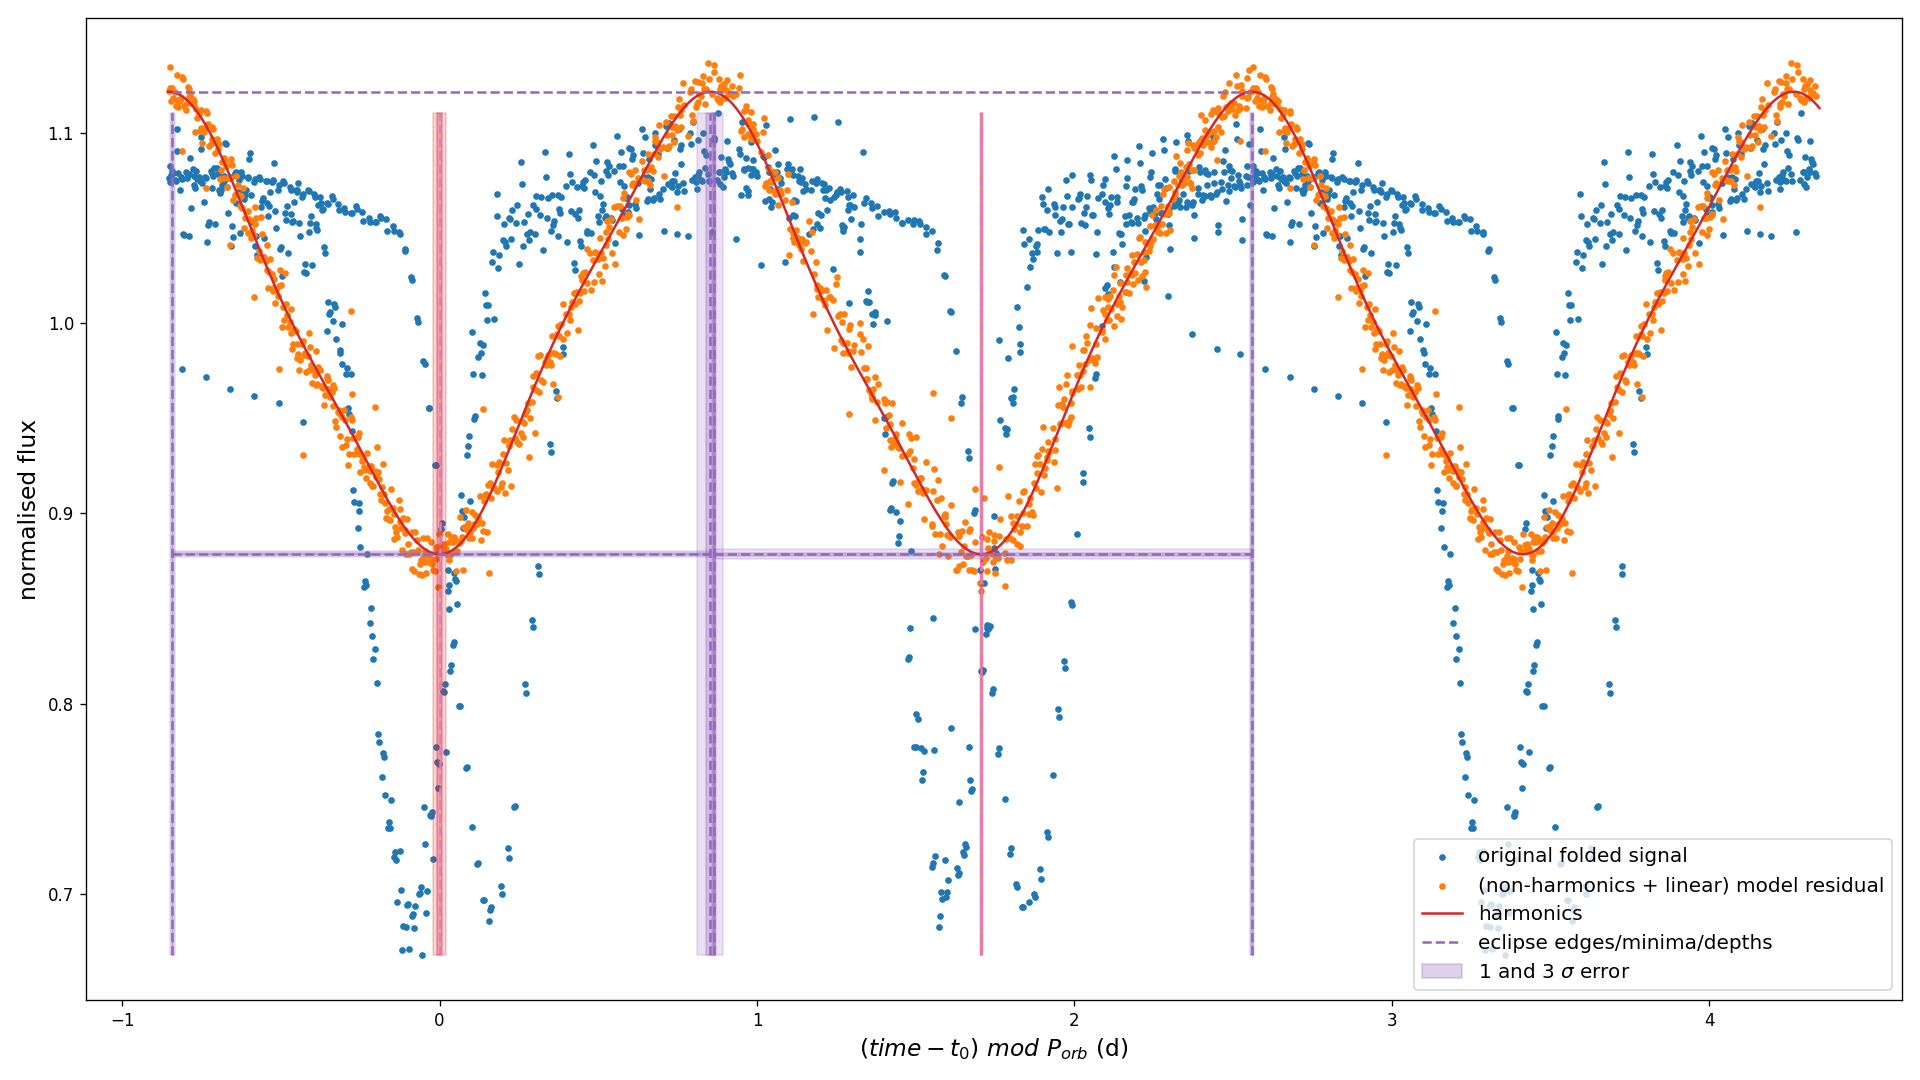 normalised flux
1.1
1.0
0.9
0.8
0.7
−1
0
1
2
3
4
(time − t₀) mod P_orb (d)
original folded signal
(non-harmonics + linear) model residual
harmonics
eclipse edges/minima/depths
1 and 3 σ error